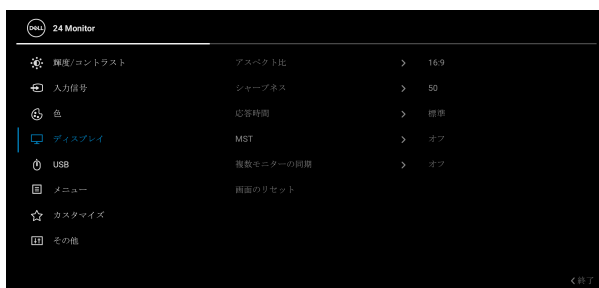 DELL 24 Monitor
輝度/コントラスト アスペクト比 > 16:9
入力信号 シャープネス > 50
色 応答時間 > 標準
ディスプレイ MST > オフ
USB 複数モニターの同期 > オフ
メニュー 画面のリセット
カスタマイズ
その他
<終了